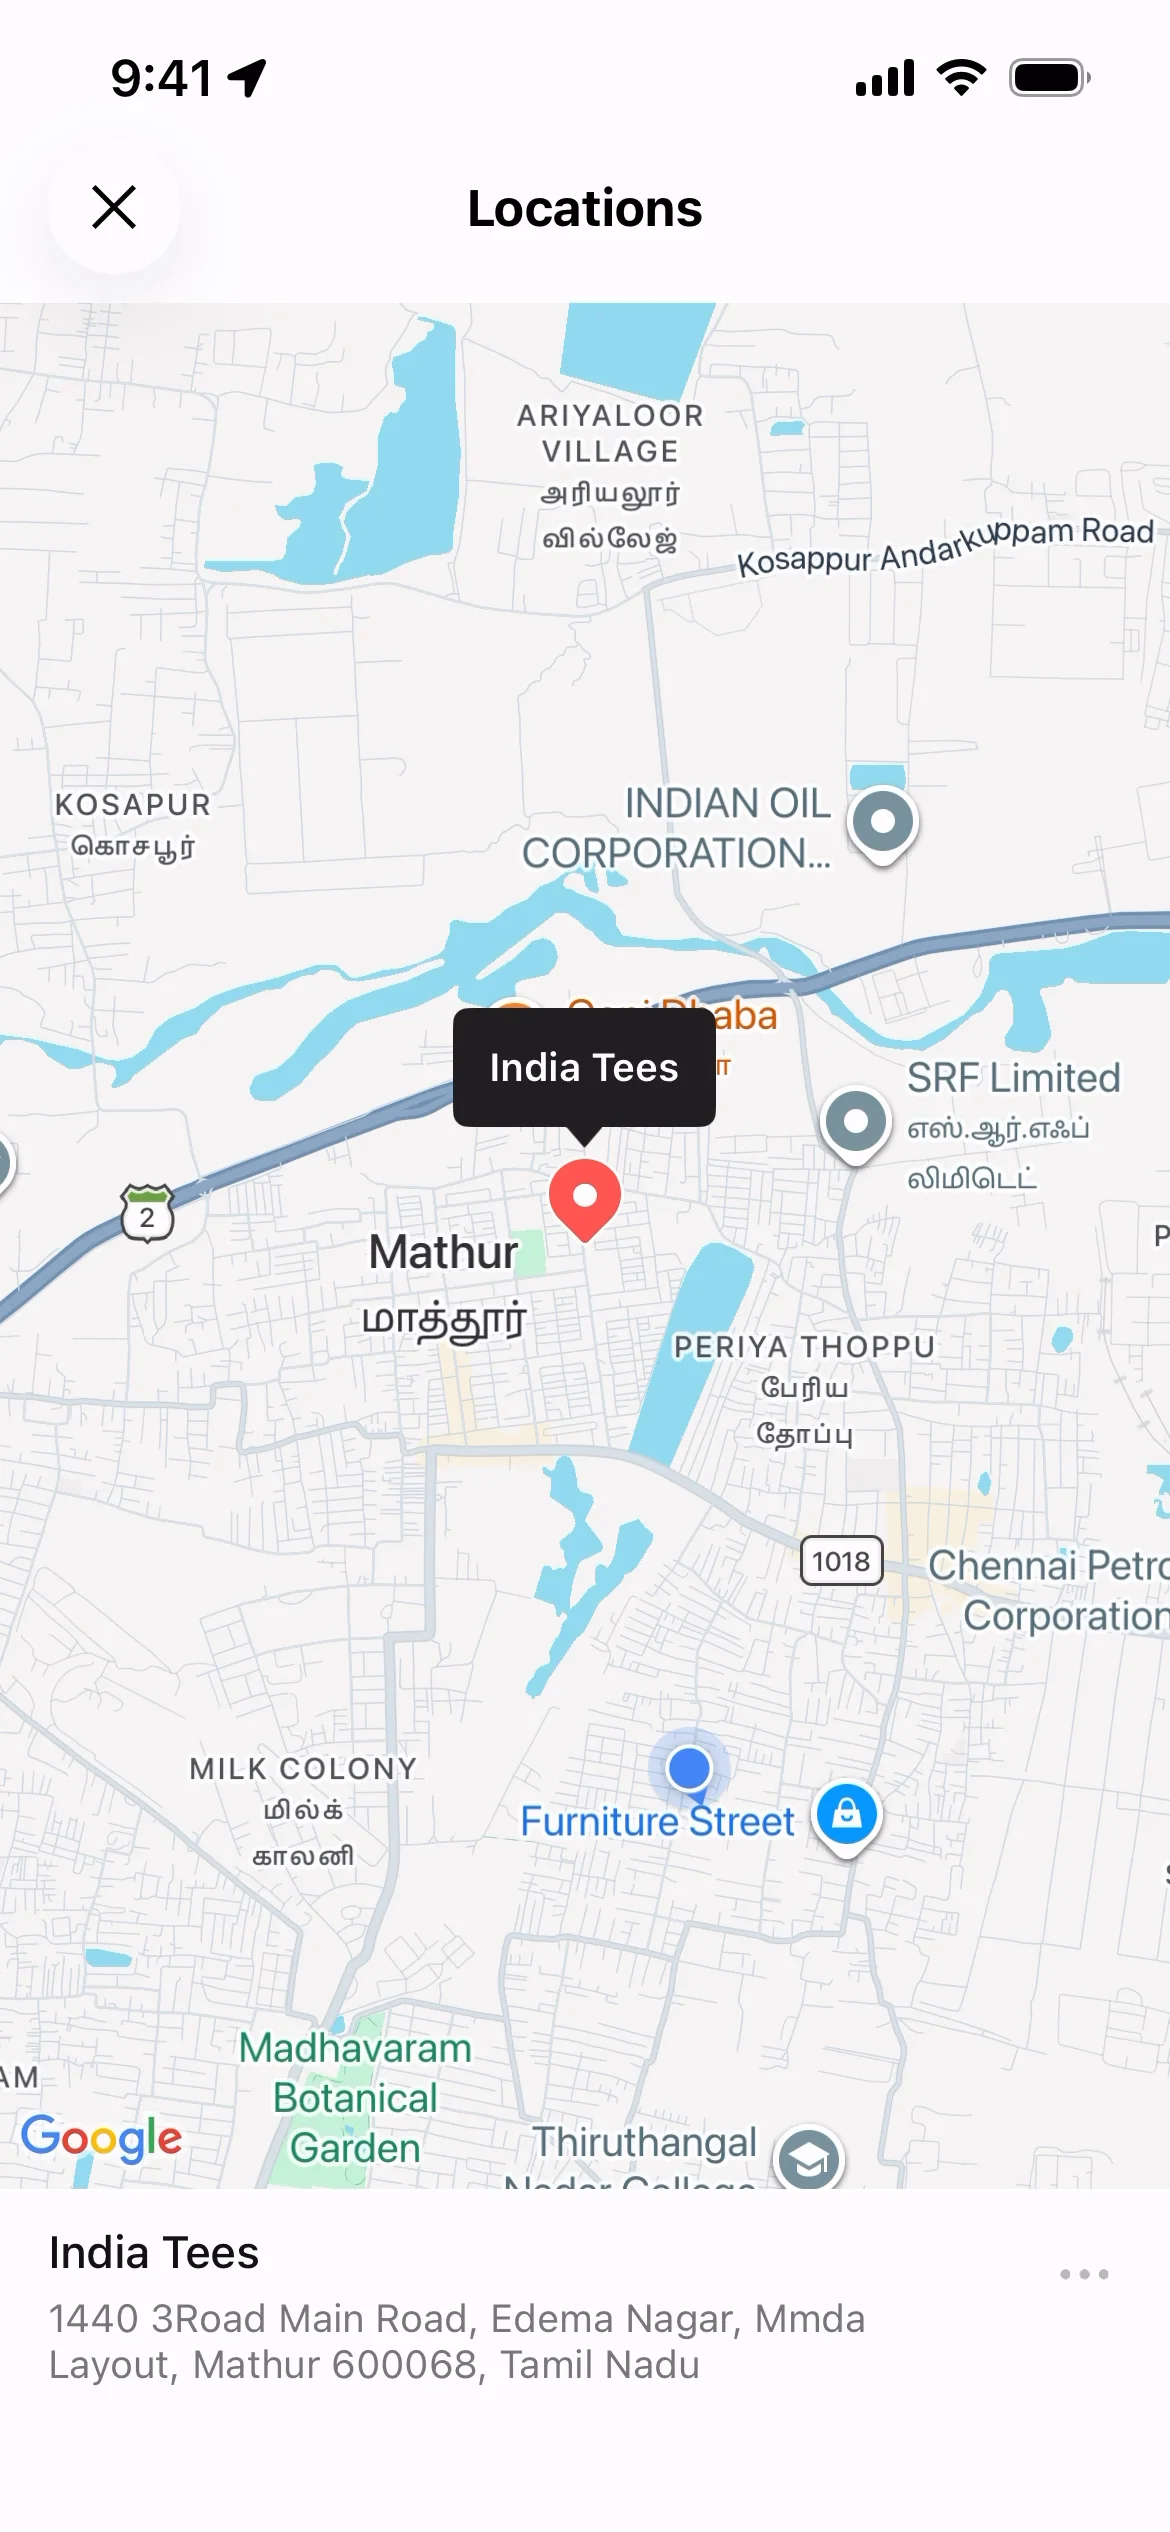 9:41
Locations
ARIYALOOR
VILLAGE
அரியலூர்
வில்லேஜ்
Kosappur Andarkuppam Road
KOSAPUR
கொசபூர்
INDIAN OIL
CORPORATION...
India Tees
SRF Limited
எஸ்.ஆர்.எஃப்
லிமிடெட்
2
Mathur
மாத்தூர்
PERIYA THOPPU
பேரிய
தோப்பு
1018
Chennai Petro
Corporation
MILK COLONY
மில்க்
காலனி
Furniture Street
Madhavaram
Botanical
Garden
AM
Google
Thiruthangal
India Tees
1440 3Road Main Road, Edema Nagar, Mmda
Layout, Mathur 600068, Tamil Nadu